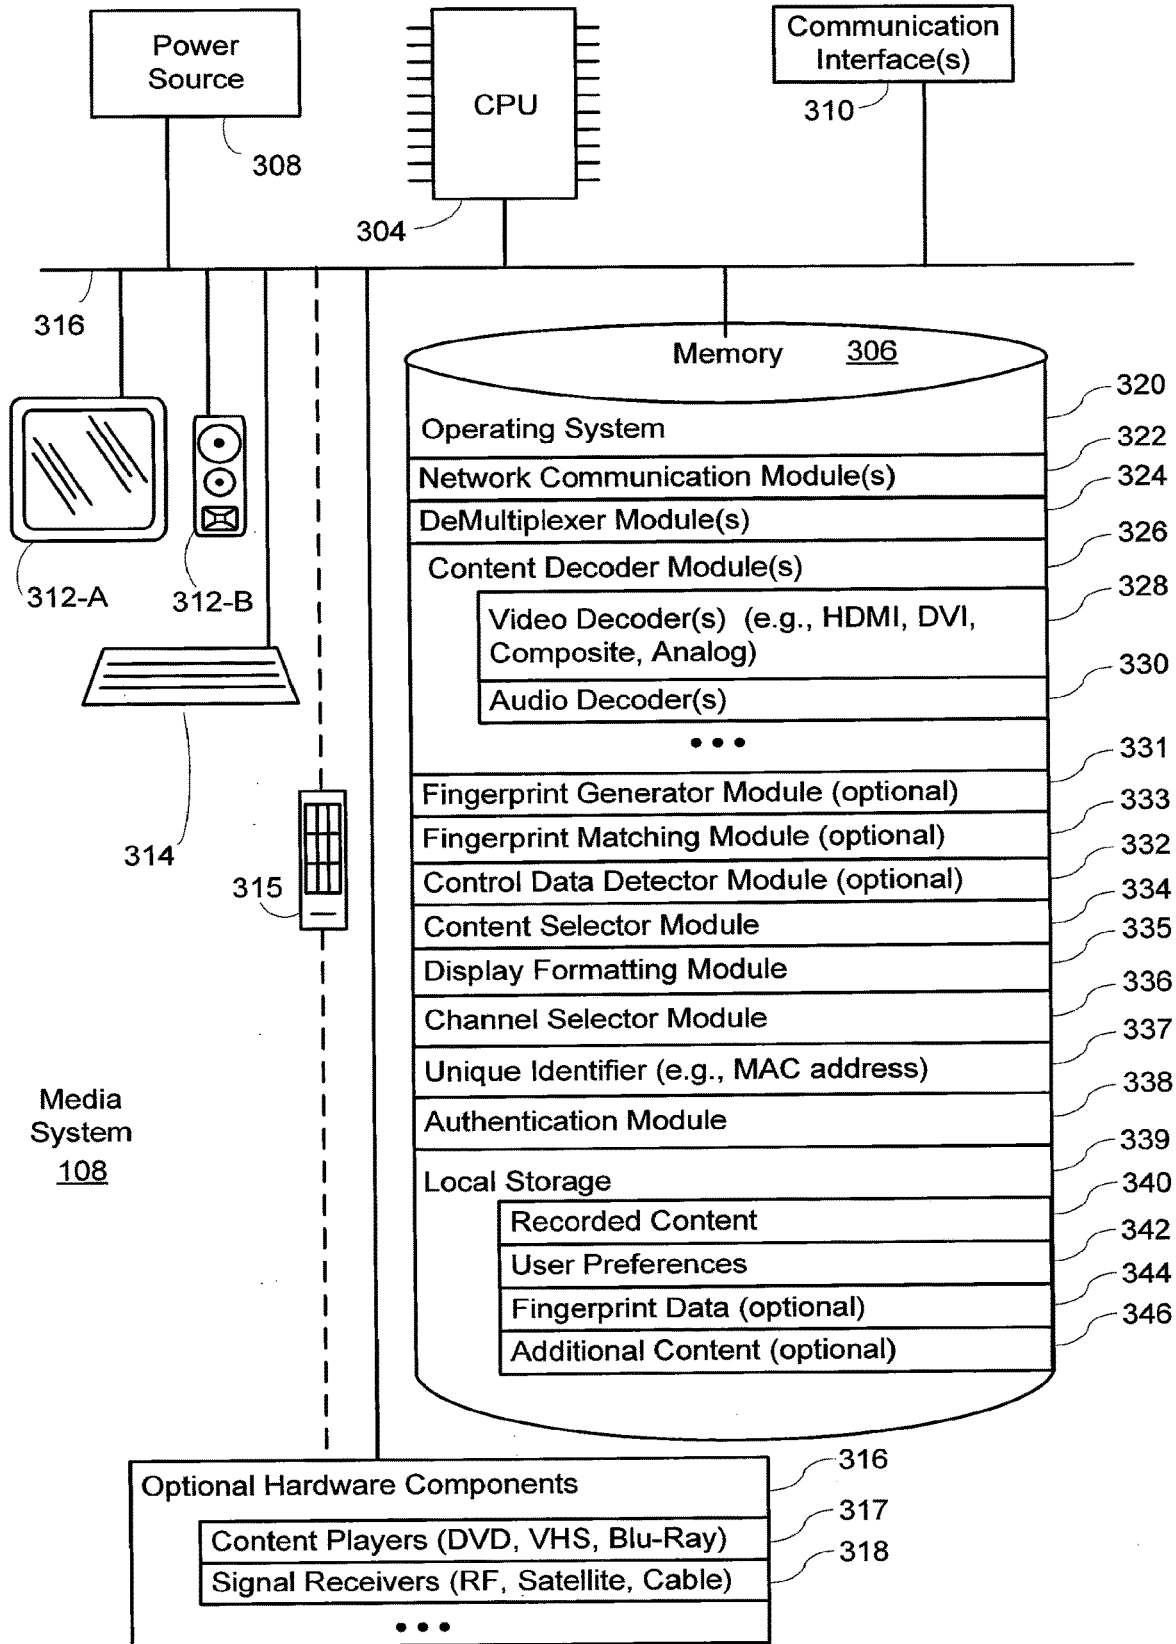 Power
Source
308
CPU
304
Communication
Interface(s)
310
316
312-A
312-B
314
315
Media
System
108
Memory 306
Operating System
320
Network Communication Module(s)
322
DeMultiplexer Module(s)
324
Content Decoder Module(s)
326
Video Decoder(s) (e.g., HDMI, DVI,
Composite, Analog)
328
Audio Decoder(s)
330
• • •
Fingerprint Generator Module (optional)
331
Fingerprint Matching Module (optional)
333
Control Data Detector Module (optional)
332
Content Selector Module
334
Display Formatting Module
335
Channel Selector Module
336
Unique Identifier (e.g., MAC address)
337
Authentication Module
338
Local Storage
339
Recorded Content
340
User Preferences
342
Fingerprint Data (optional)
344
Additional Content (optional)
346
Optional Hardware Components
316
Content Players (DVD, VHS, Blu-Ray)
317
Signal Receivers (RF, Satellite, Cable)
318
• • •